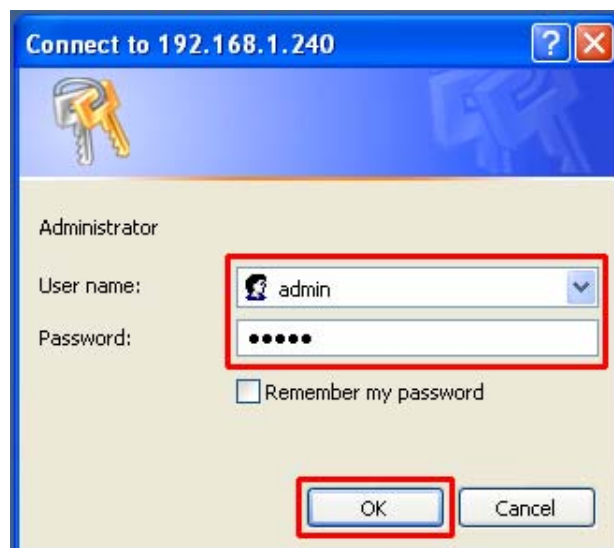 Connect to 192.168.1.240
?
Administrator
User name:
admin
Password:
●●●●●
Remember my password
OK
Cancel